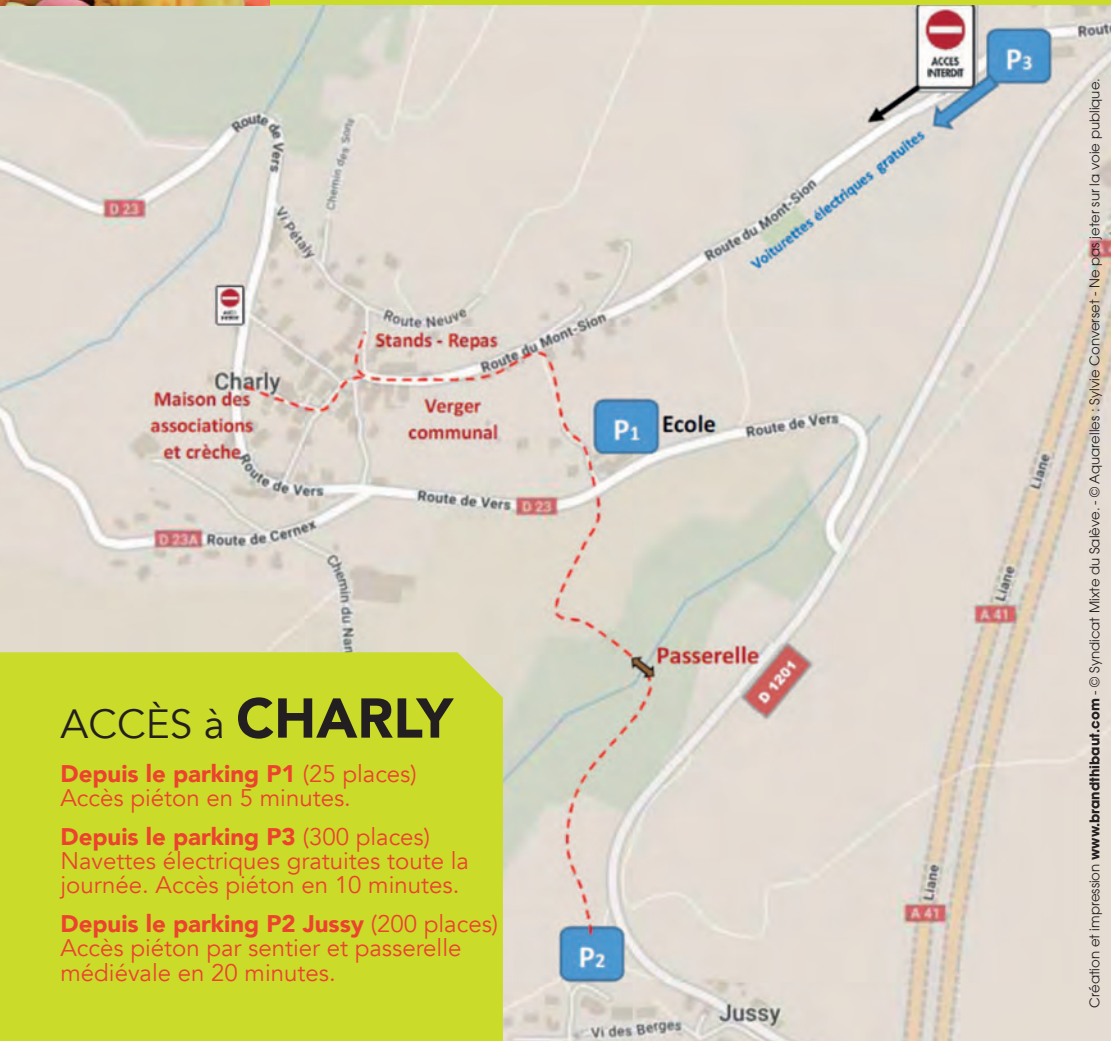 ACCES
INTERDIT
P3
Route
Route de Vers
Chemin des Sons
D 23
Vi Pétaly
Route du Mont-Sion
Voiturettes électriques gratuites
Route Neuve
Stands - Repas
Route du Mont-Sion
Charly
Maison des
associations
et crèche
Verger
communal
P1 Ecole
Route de Vers
Route de Vers
Route de Vers D 23
D 23A Route de Cernex
Chemin du Nan
Liane
Liane
A 41
Passerelle
D 1201
Liane
A 41
P2
Jussy
Vi des Berges
ACCÈS à CHARLY
Depuis le parking P1 (25 places)
Accès piéton en 5 minutes.
Depuis le parking P3 (300 places)
Navettes électriques gratuites toute la
journée. Accès piéton en 10 minutes.
Depuis le parking P2 Jussy (200 places)
Accès piéton par sentier et passerelle
médiévale en 20 minutes.
Création et impression www.brandthibaut.com - © Syndicat Mixte du Salève. - © Aquarelles : Sylvie Converset - Ne pas jeter sur la voie publique.